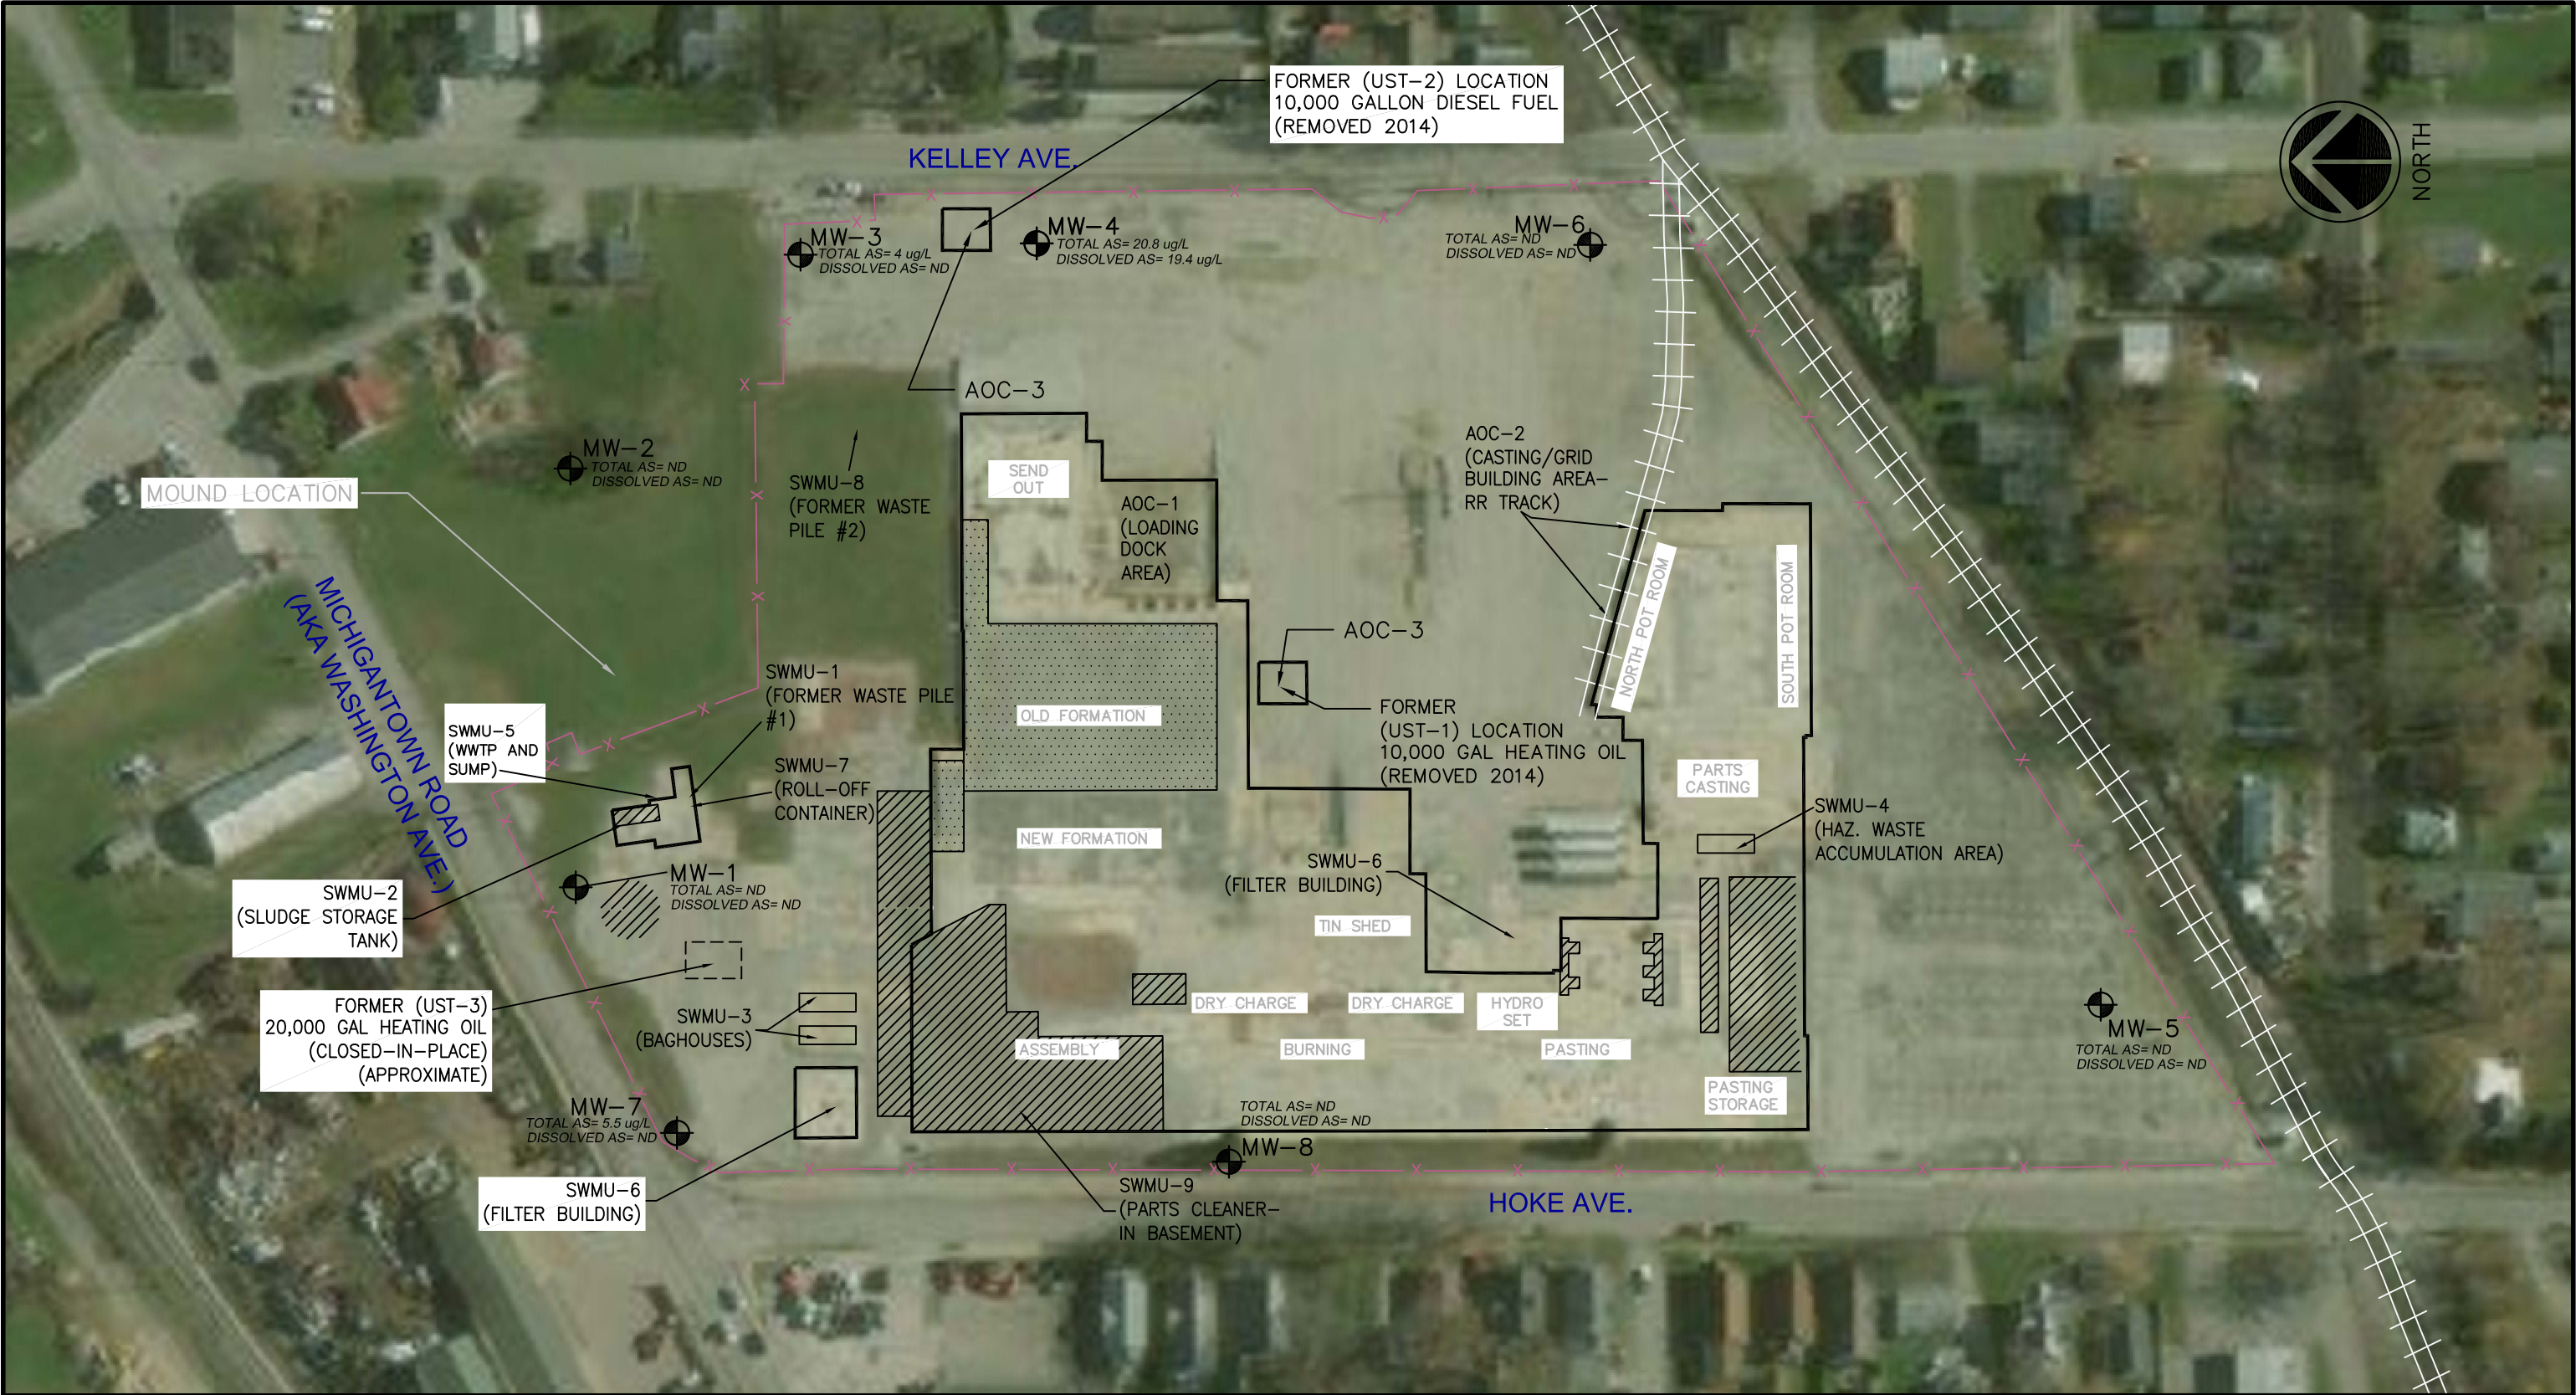 FORMER (UST-2) LOCATION
10,000 GALLON DIESEL FUEL
(REMOVED 2014)
NORTH
KELLEY AVE.
MW-3
TOTAL AS= 4 ug/L
DISSOLVED AS= ND
MW-4
TOTAL AS= 20.8 ug/L
DISSOLVED AS= 19.4 ug/L
MW-6
TOTAL AS= ND
DISSOLVED AS= ND
AOC-3
MW-2
TOTAL AS= ND
DISSOLVED AS= ND
MOUND LOCATION
SWMU-8
(FORMER WASTE
PILE #2)
SEND
OUT
AOC-1
(LOADING
DOCK
AREA)
AOC-2
(CASTING/GRID
BUILDING AREA-
RR TRACK)
NORTH POT ROOM
SOUTH POT ROOM
MICHIGANTOWN ROAD
(AKA WASHINGTON AVE.)
AOC-3
SWMU-1
(FORMER WASTE PILE
#1)
SWMU-5
(WWTP AND
SUMP)
SWMU-7
(ROLL-OFF
CONTAINER)
OLD FORMATION
FORMER
(UST-1) LOCATION
10,000 GAL HEATING OIL
(REMOVED 2014)
PARTS
CASTING
SWMU-4
(HAZ. WASTE
ACCUMULATION AREA)
NEW FORMATION
SWMU-6
(FILTER BUILDING)
MW-1
TOTAL AS= ND
DISSOLVED AS= ND
SWMU-2
(SLUDGE STORAGE
TANK)
TIN SHED
FORMER (UST-3)
20,000 GAL HEATING OIL
(CLOSED-IN-PLACE)
(APPROXIMATE)
SWMU-3
(BAGHOUSES)
DRY CHARGE
DRY CHARGE
HYDRO
SET
ASSEMBLY
BURNING
PASTING
MW-5
TOTAL AS= ND
DISSOLVED AS= ND
PASTING
STORAGE
MW-7
TOTAL AS= 5.5 ug/L
DISSOLVED AS= ND
TOTAL AS= ND
DISSOLVED AS= ND
MW-8
SWMU-6
(FILTER BUILDING)
SWMU-9
(PARTS CLEANER-
IN BASEMENT)
HOKE AVE.